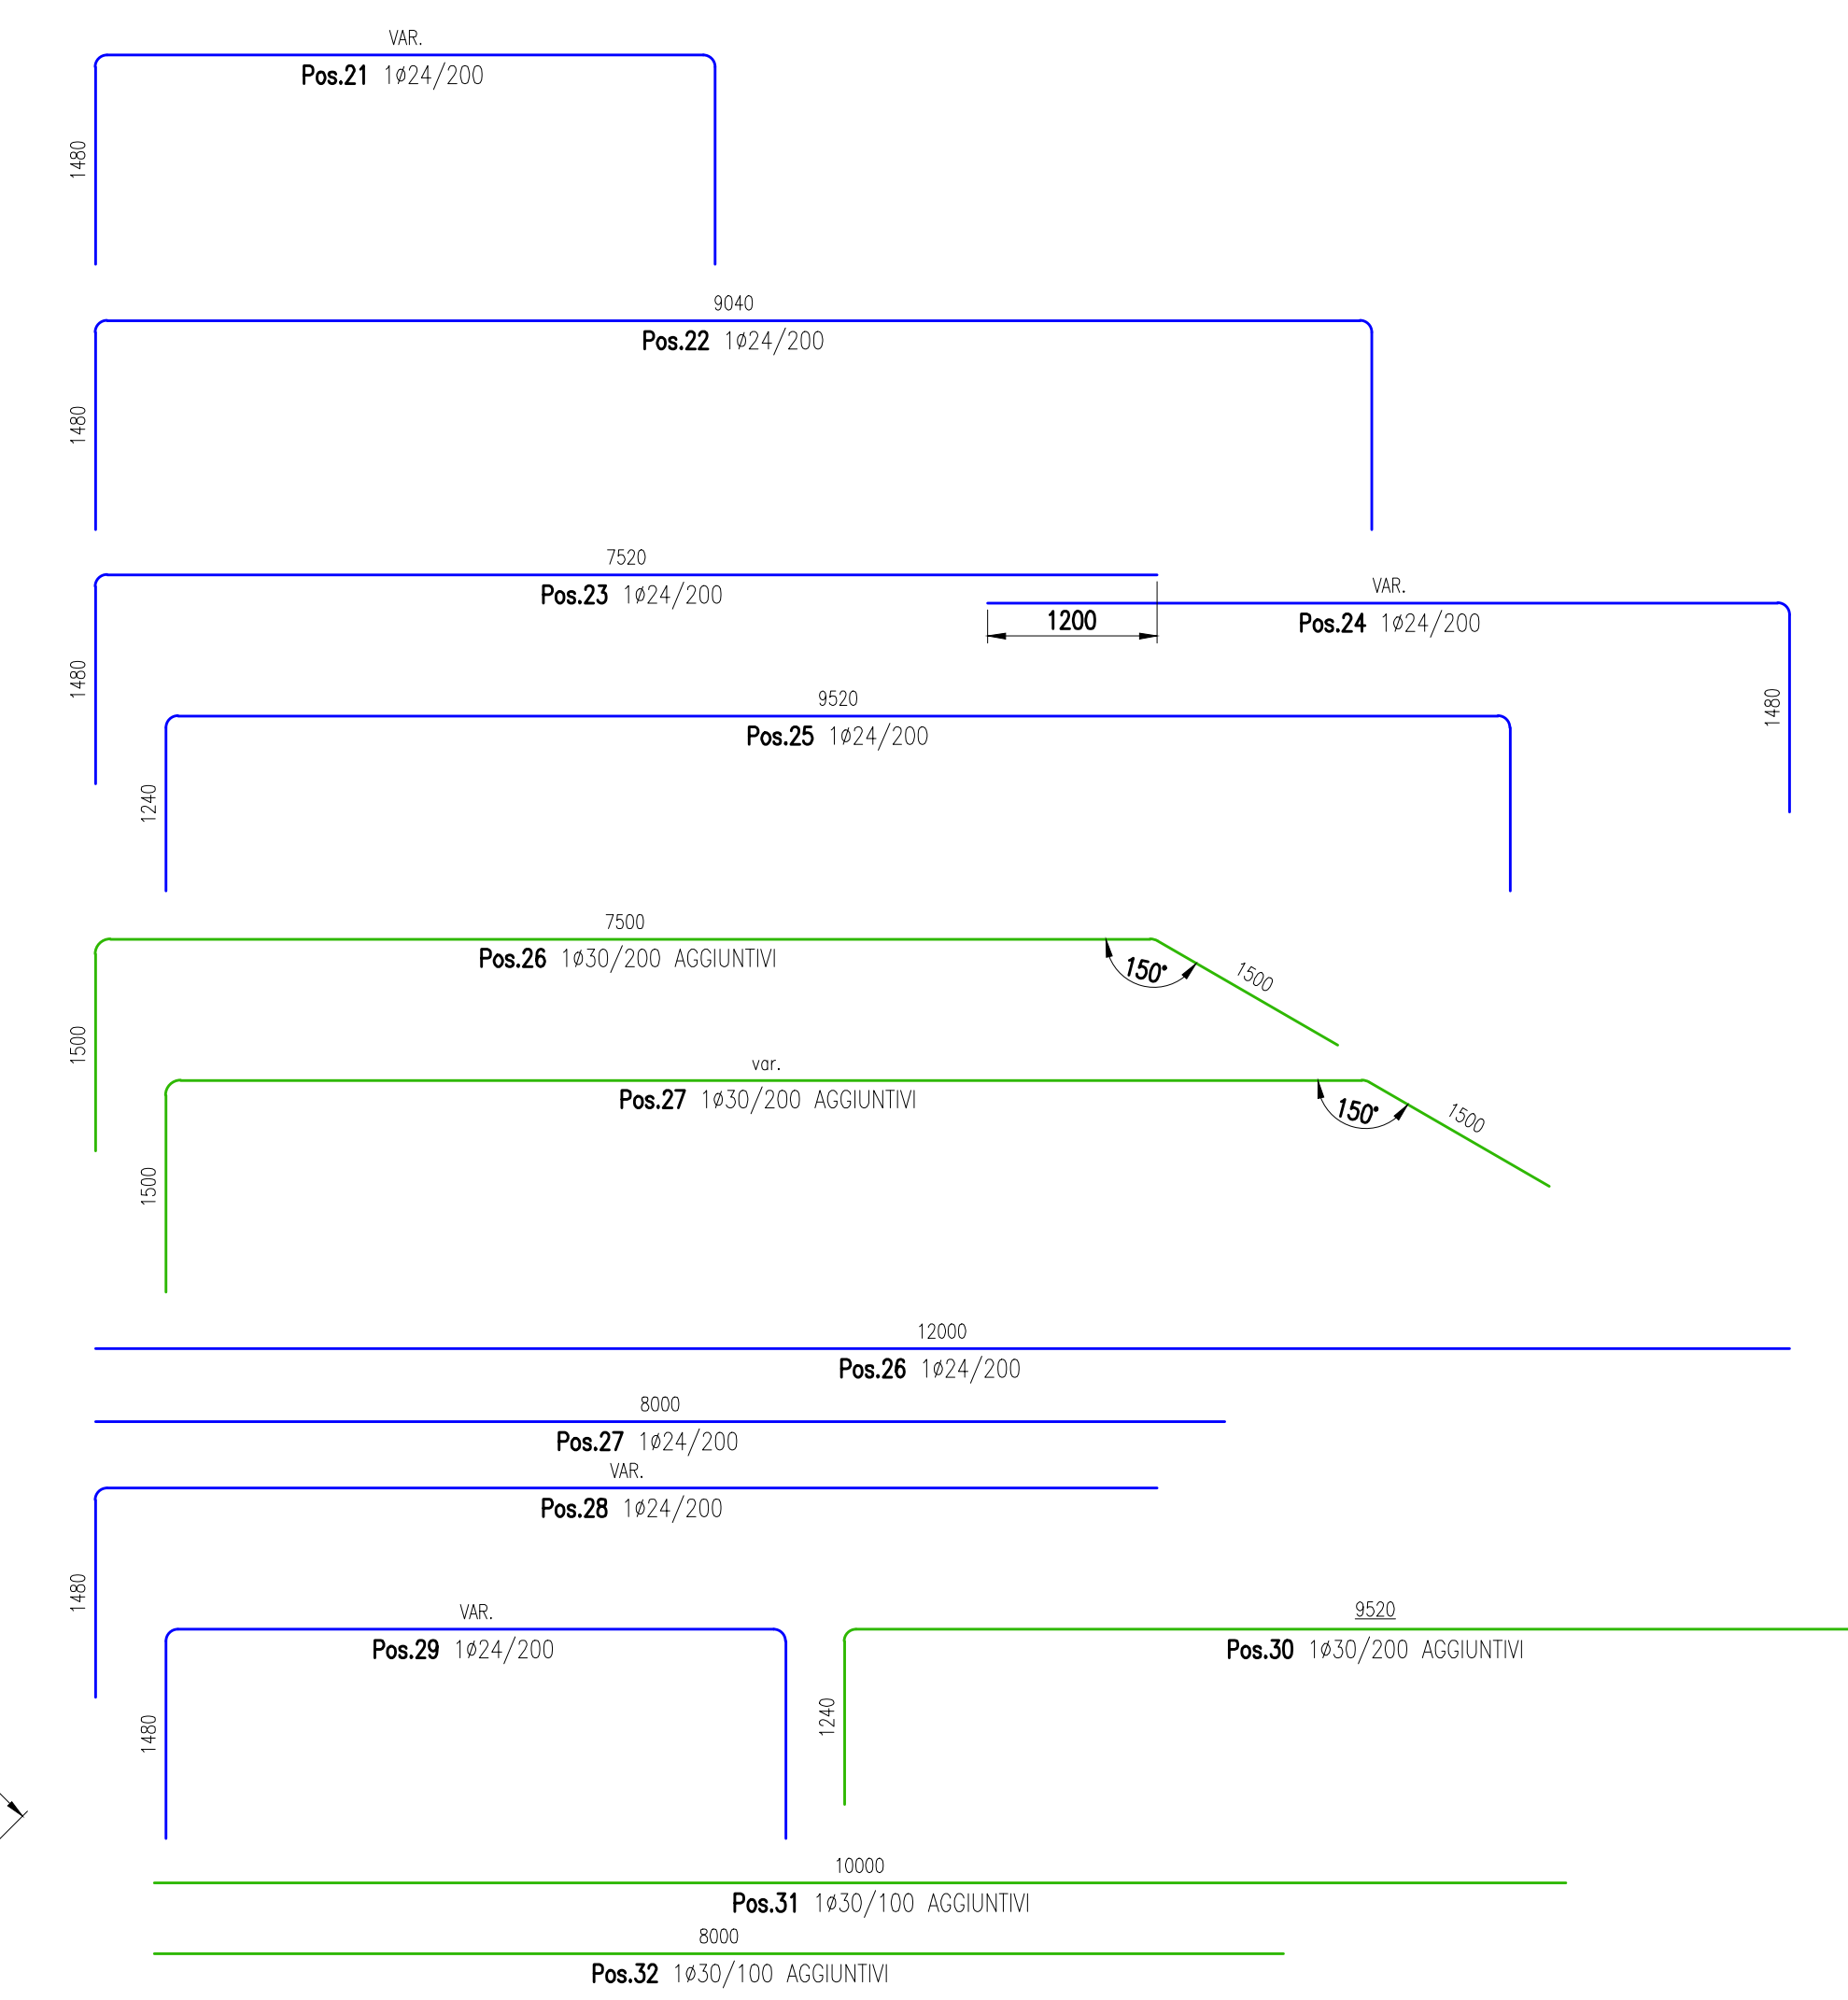 VAR.
Pos.21 1ø24/200
1480
9040
Pos.22 1ø24/200
1480
7520
Pos.23 1ø24/200
1480
VAR.
Pos.24 1ø24/200
1200
1480
9520
Pos.25 1ø24/200
1240
7500
Pos.26 1ø30/200 AGGIUNTIVI
150°
1500
1500
var.
Pos.27 1ø30/200 AGGIUNTIVI
150°
1500
1500
12000
Pos.26 1ø24/200
8000
Pos.27 1ø24/200
VAR.
Pos.28 1ø24/200
1480
VAR.
Pos.29 1ø24/200
1480
9520
Pos.30 1ø30/200 AGGIUNTIVI
1240
10000
Pos.31 1ø30/100 AGGIUNTIVI
8000
Pos.32 1ø30/100 AGGIUNTIVI